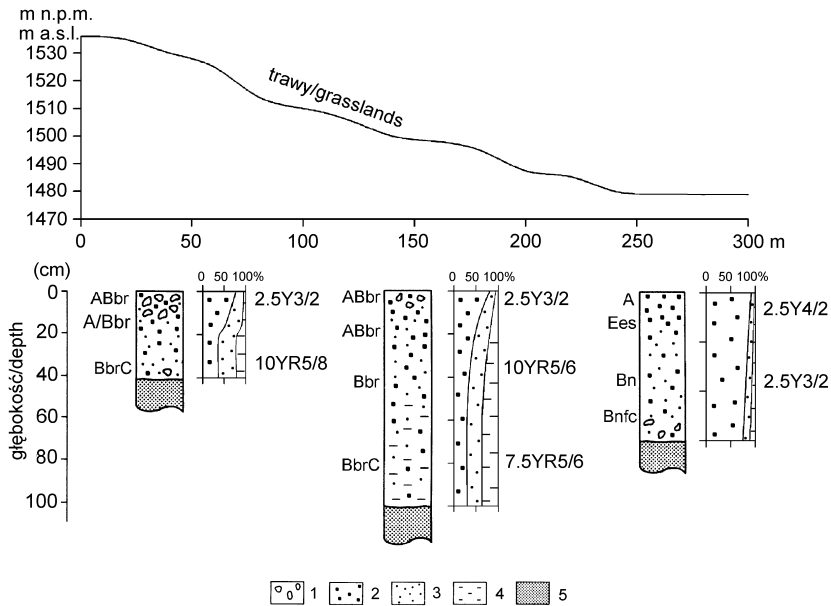 m n.p.m.
m a.s.l.
1530
1520
1510
1500
1490
1480
1470
trawy/grasslands
0 50 100 150 200 250 300 m
(cm)
głębokość/depth
0
20
40
60
80
100
ABbr
A/Bbr
BbrC
0 50 100%
2.5Y3/2
10YR5/8
ABbr
ABbr
Bbr
BbrC
0 50 100%
2.5Y3/2
10YR5/6
7.5YR5/6
A
Ees
Bn
Bnfc
0 50 100%
2.5Y4/2
2.5Y3/2
1 2 3 4 5